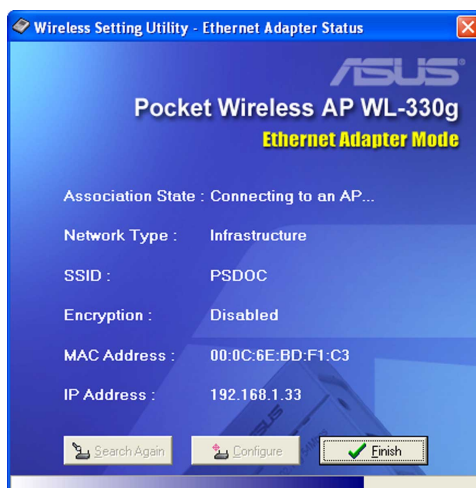 Wireless Setting Utility - Ethernet Adapter Status
ASUS
Pocket Wireless AP WL-330g
Ethernet Adapter Mode
Association State : Connecting to an AP...
Network Type : Infrastructure
SSID : PSDOC
Encryption : Disabled
MAC Address : 00:0C:6E:BD:F1:C3
IP Address : 192.168.1.33
Search Again Configure Finish